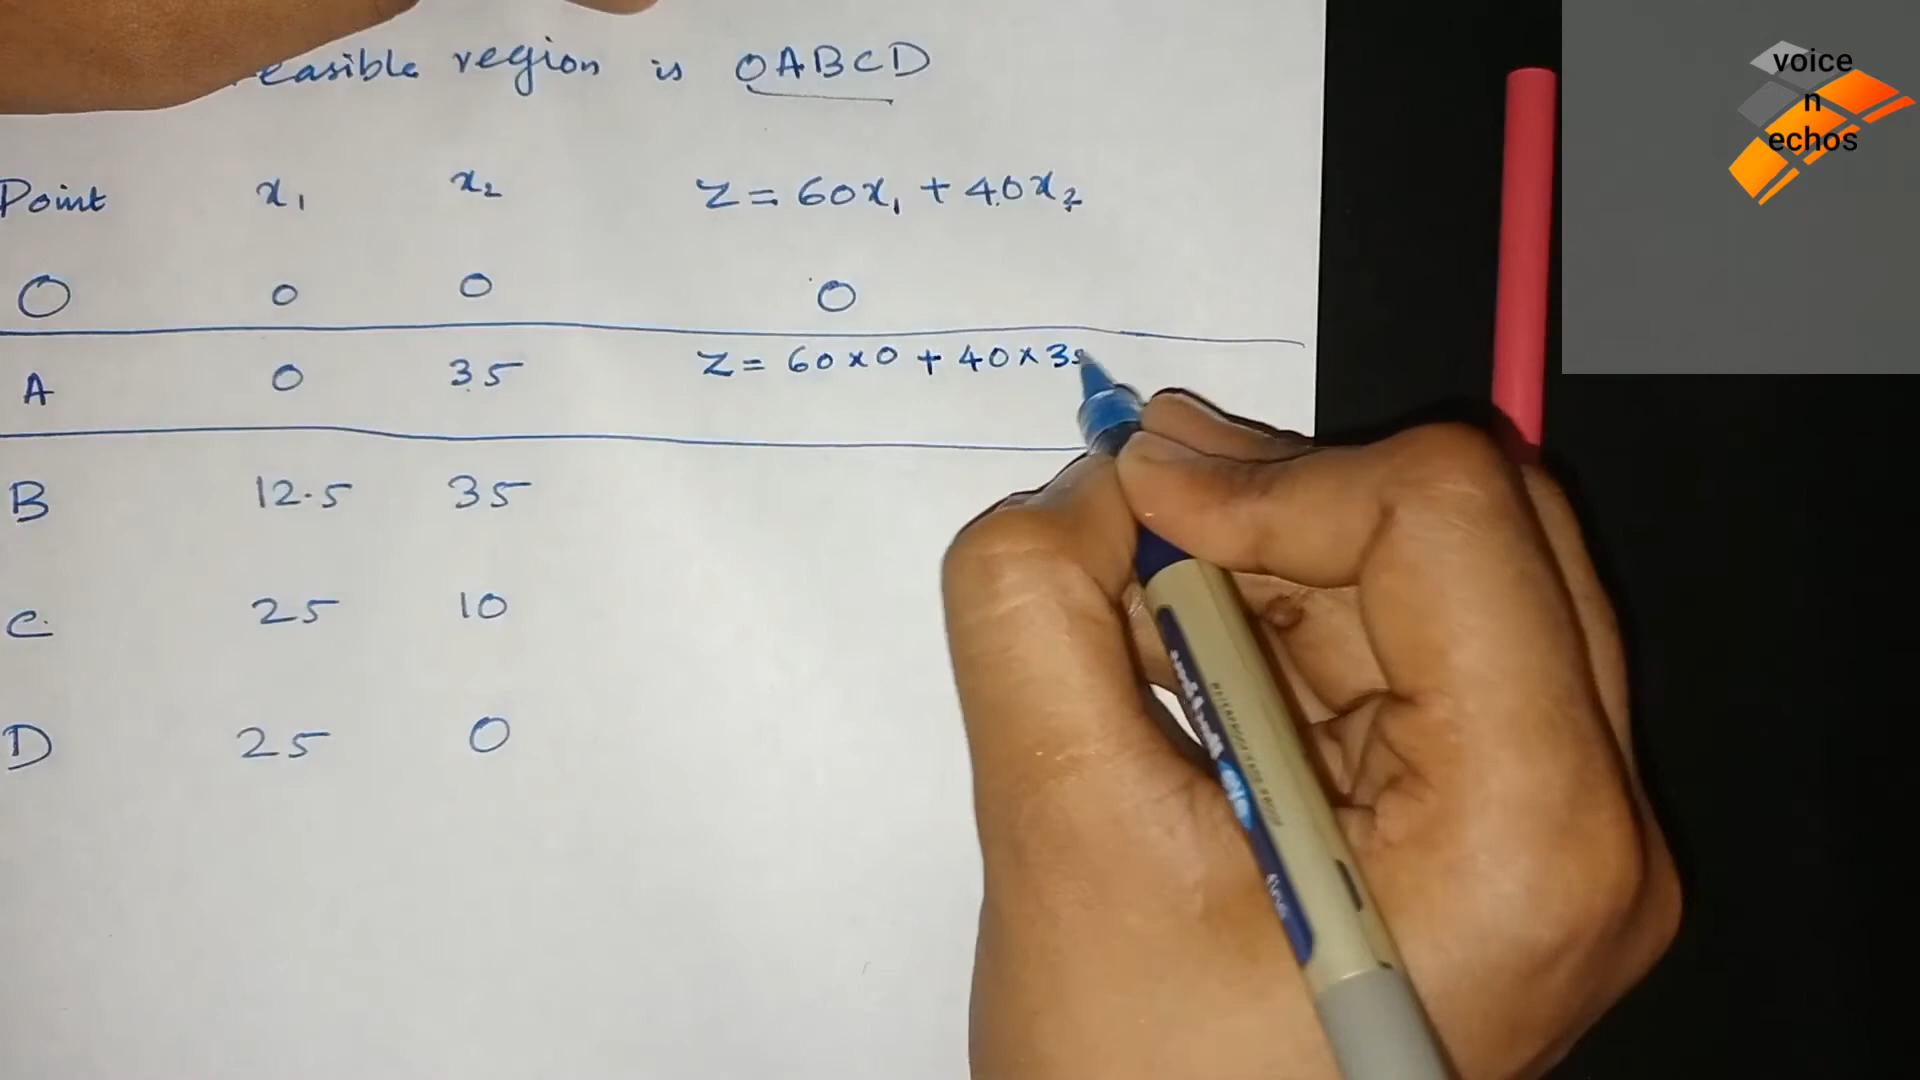 easible region is OABCD
Point x₁ x₂ Z = 60x₁ + 40x₂
O 0 0 0
A 0 35 Z = 60 × 0 + 40 × 35
B 12.5 35
C 25 10
D 25 0
voice
n
echos